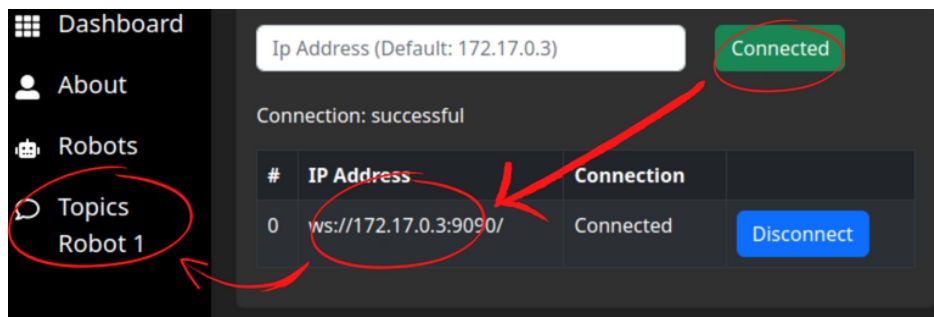 Dashboard
About
Robots
Topics
Robot 1
Ip Address (Default: 172.17.0.3)
Connected
Connection: successful
# IP Address Connection
0 ws://172.17.0.3:9090/ Connected Disconnect